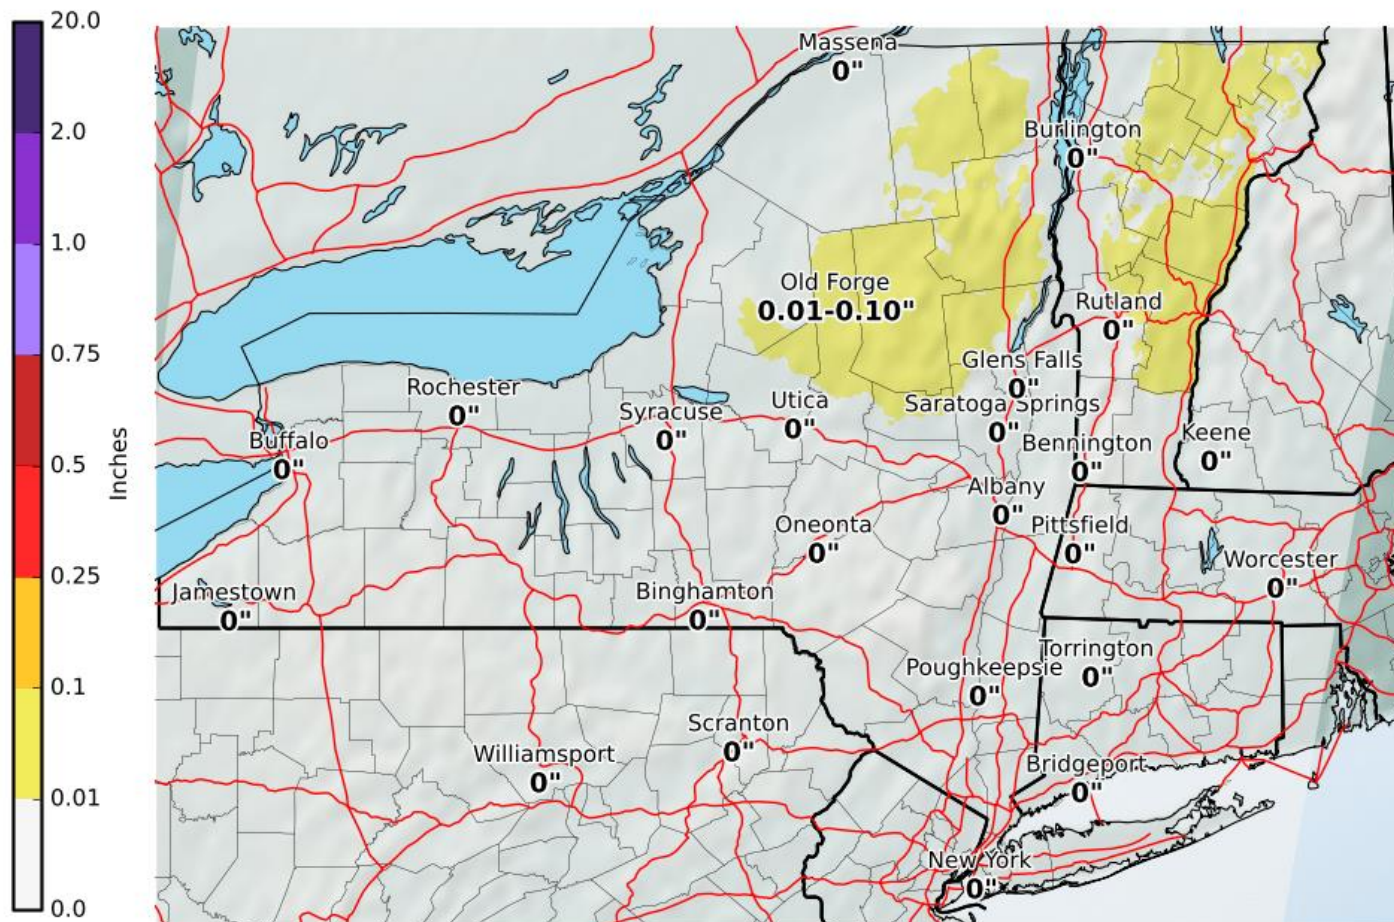 20.0
2.0
1.0
0.75
0.5
0.25
0.1
0.01
0.0
Inches
Massena
0"
Burlington
0"
Old Forge
0.01-0.10"
Rutland
0"
Glens Falls
0"
Rochester
0"
Syracuse
0"
Utica
0"
Saratoga Springs
0"
Buffalo
0"
Bennington
0"
Keene
0"
Albany
0"
Oneonta
0"
Pittsfield
0"
Worcester
0"
Jamestown
0"
Binghamton
0"
Poughkeepsie
0"
Torrington
0"
Scranton
0"
Williamsport
0"
Bridgeport
0"
New York
0"